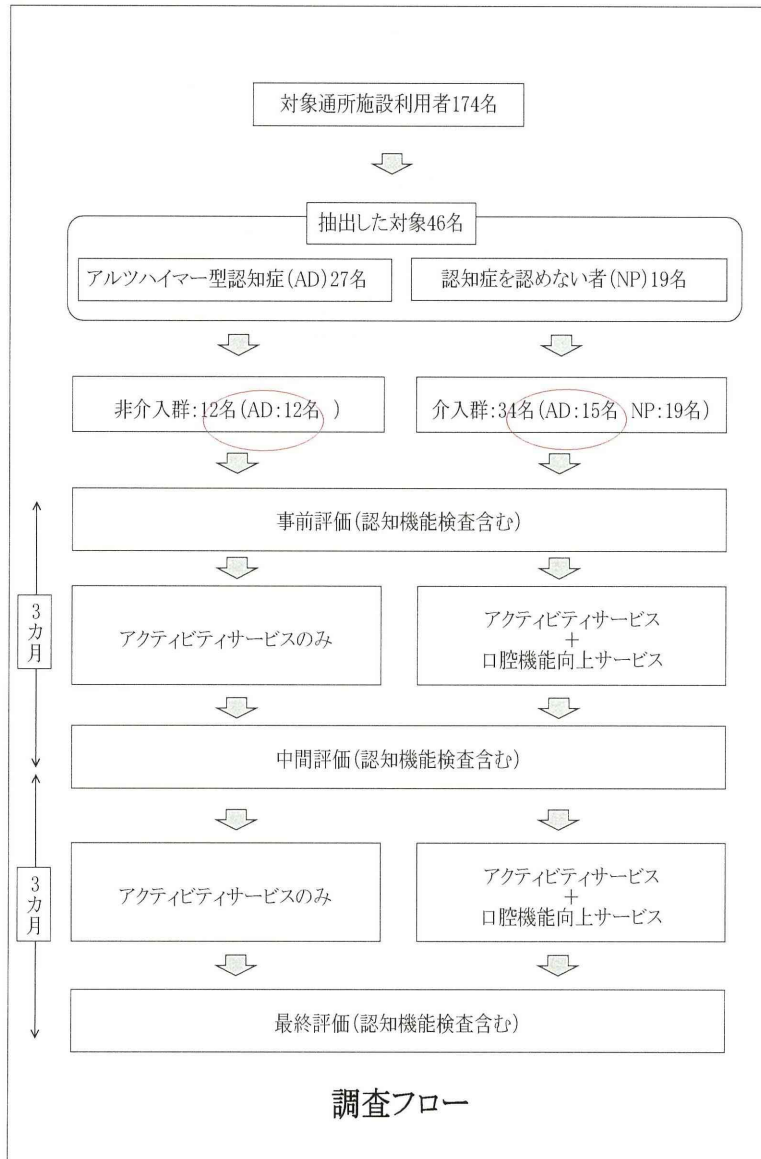 対象通所施設利用者174名
抽出した対象46名
アルツハイマー型認知症(AD)27名
認知症を認めない者(NP)19名
非介入群:12名(AD:12名 )
介入群:34名(AD:15名 NP:19名)
事前評価(認知機能検査含む)
3カ月
アクティビティサービスのみ
アクティビティサービス
+
口腔機能向上サービス
中間評価(認知機能検査含む)
3カ月
アクティビティサービスのみ
アクティビティサービス
+
口腔機能向上サービス
最終評価(認知機能検査含む)
調査フロー